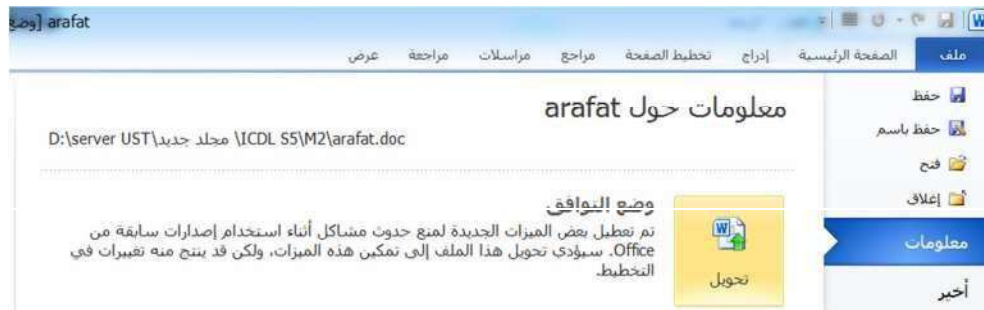 arafat [وضع
ملف الصفحة الرئيسية إدراج تخطيط الصفحة مراجع مراسلات مراجعة عرض
حفظ
حفظ باسم
فتح
إغلاق
معلومات
أخير
معلومات حول arafat
D:\server UST\مجلد جديد \ICDL S5\M2\arafat.doc
تحويل
وضع التوافق
تم تعطيل بعض الميزات الجديدة لمنع حدوث مشاكل أثناء استخدام إصدارات سابقة من
Office. سيؤدي تحويل هذا الملف إلى تمكين هذه الميزات، ولكن قد ينتج منه تغييرات في
التخطيط.